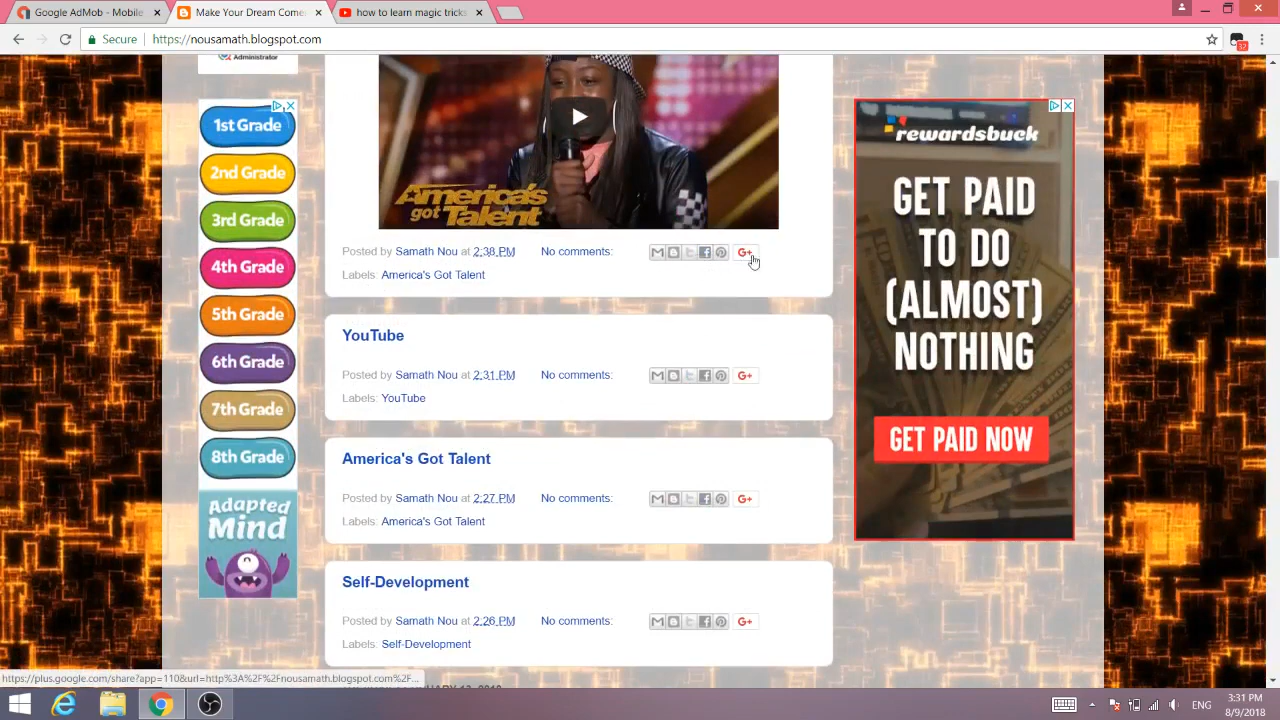 Google AdMob - Mobile
Make Your Dream Come
how to learn magic tricks
Secure
https://nousamath.blogspot.com
32
Administrator
1st Grade
2nd Grade
3rd Grade
4th Grade
5th Grade
6th Grade
7th Grade
8th Grade
Adapted
Mind
America's
got Talent
Posted by Samath Nou at 2:38 PM No comments:
G+
Labels: America's Got Talent
YouTube
Posted by Samath Nou at 2:31 PM No comments:
G+
Labels: YouTube
America's Got Talent
Posted by Samath Nou at 2:27 PM No comments:
G+
Labels: America's Got Talent
Self-Development
Posted by Samath Nou at 2:26 PM No comments:
G+
Labels: Self-Development
rewardsbuck
GET PAID
TO DO
(ALMOST)
NOTHING
GET PAID NOW
https://plus.google.com/share?app=110&url=http%3A%2F%2Fnousamath.blogspot.com%2F...
ENG
3:31 PM
8/9/2018